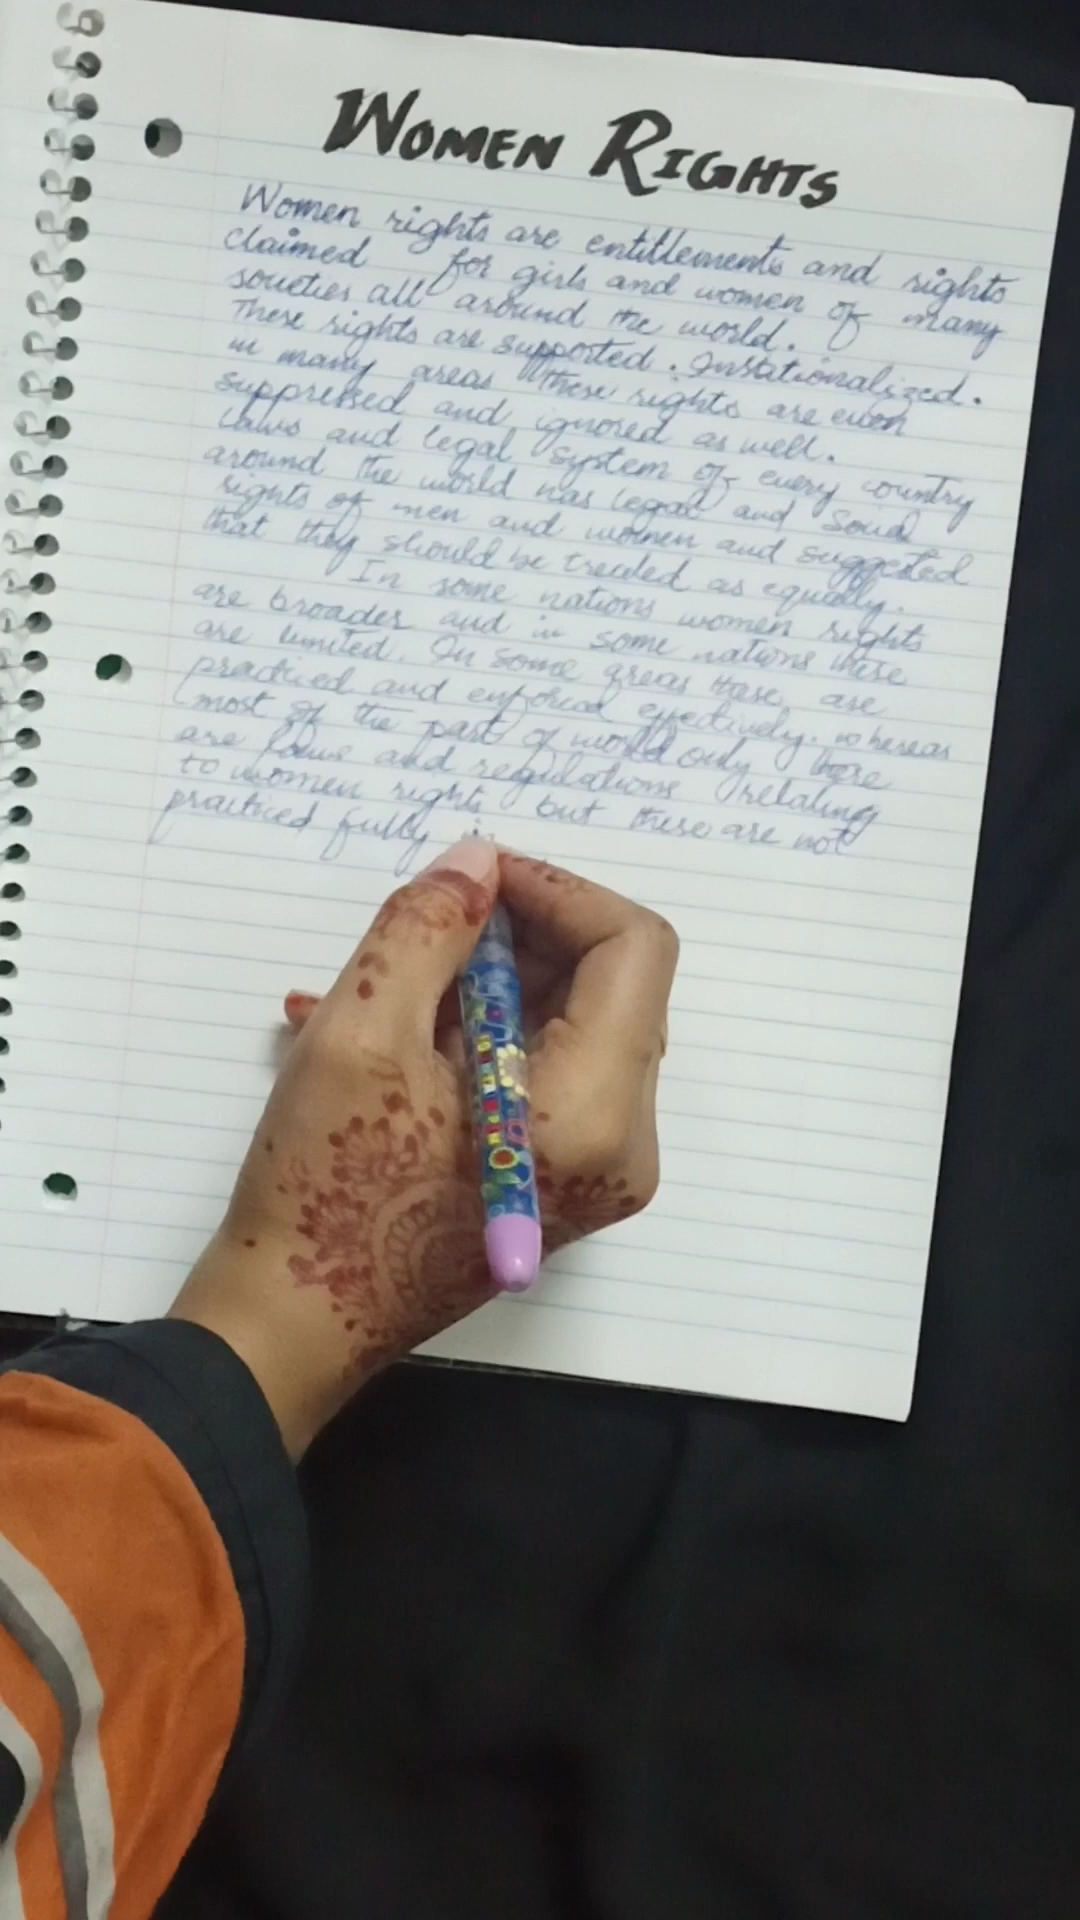 WOMEN RIGHTS
Women rights are entitlements and rights
claimed for girls and women of many
societies all around the world.
These rights are supported. Instationalized.
in many areas these rights are even
suppressed and ignored as well.
Laws and legal system of every country
around the world has legal and social
rights of men and women and suggested
that they should be treated as equally.
In some nations women rights
are broader and in some nations these
are limited. In some areas these are
practiced and enforced effectively. whereas
most of the part of world only there
are laws and regulations relating
to women rights but these are not
practiced fully